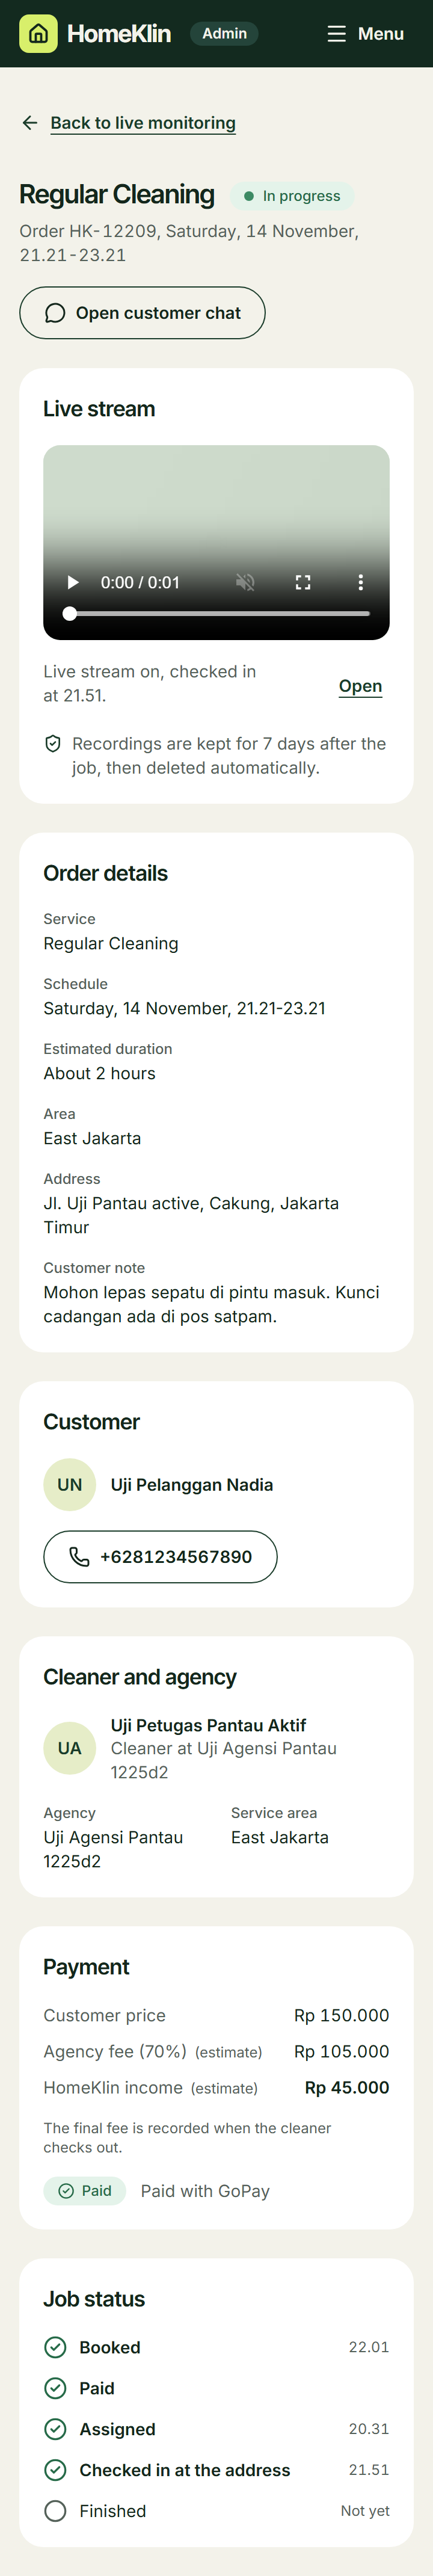 HomeKlin Admin Menu
Back to live monitoring
Regular Cleaning In progress
Order HK-12209, Saturday, 14 November,
21.21-23.21
Open customer chat
Live stream
0:00 / 0:01
Live stream on, checked in
at 21.51.
Open
Recordings are kept for 7 days after the
job, then deleted automatically.
Order details
Service
Regular Cleaning
Schedule
Saturday, 14 November, 21.21-23.21
Estimated duration
About 2 hours
Area
East Jakarta
Address
Jl. Uji Pantau active, Cakung, Jakarta
Timur
Customer note
Mohon lepas sepatu di pintu masuk. Kunci
cadangan ada di pos satpam.
Customer
UN Uji Pelanggan Nadia
+6281234567890
Cleaner and agency
UA
Uji Petugas Pantau Aktif
Cleaner at Uji Agensi Pantau
1225d2
Agency
Uji Agensi Pantau
1225d2
Service area
East Jakarta
Payment
Customer price Rp 150.000
Agency fee (70%) (estimate) Rp 105.000
HomeKlin income (estimate) Rp 45.000
The final fee is recorded when the cleaner
checks out.
Paid Paid with GoPay
Job status
Booked 22.01
Paid
Assigned 20.31
Checked in at the address 21.51
Finished Not yet